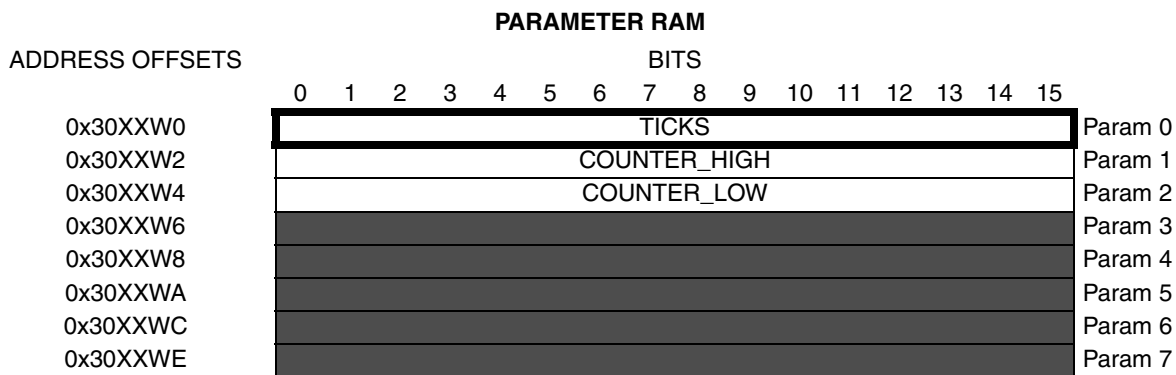 PARAMETER RAM
ADDRESS OFFSETS BITS
0 1 2 3 4 5 6 7 8 9 10 11 12 13 14 15
0x30XXW0 TICKS Param 0
0x30XXW2 COUNTER_HIGH Param 1
0x30XXW4 COUNTER_LOW Param 2
0x30XXW6 Param 3
0x30XXW8 Param 4
0x30XXWA Param 5
0x30XXWC Param 6
0x30XXWE Param 7